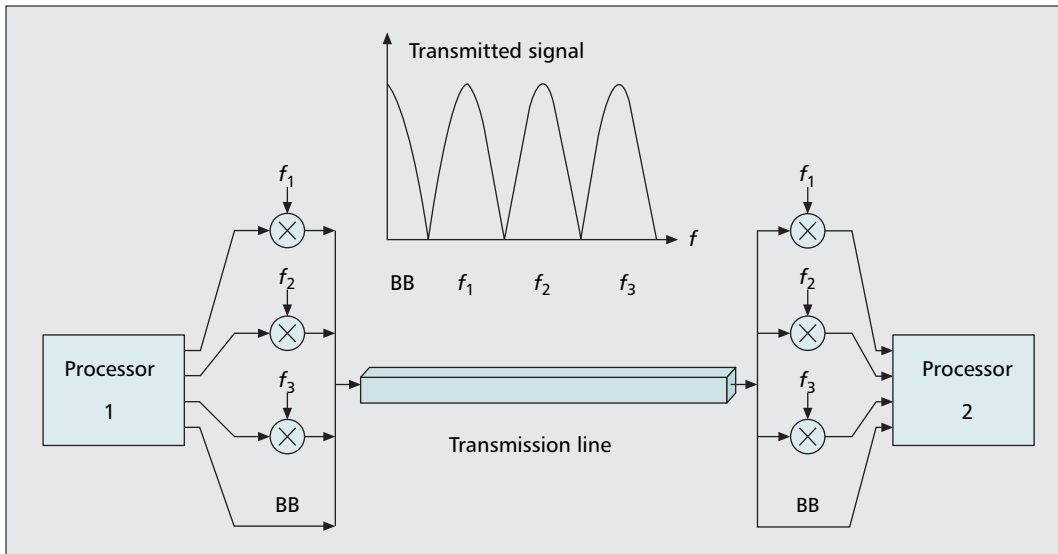 Transmitted signal
f
BB f₁ f₂ f₃
f₁
f₂
f₃
BB
Processor
1
Transmission line
f₁
f₂
f₃
BB
Processor
2